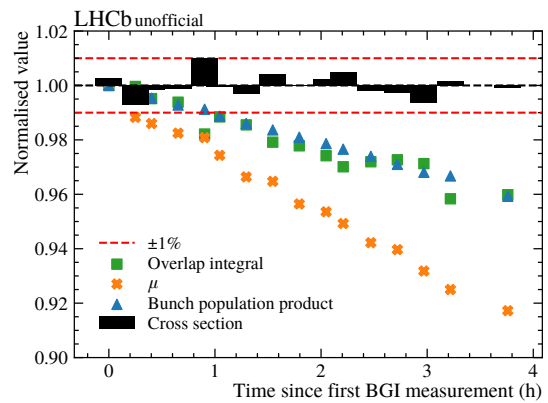 LHCb unofficial
Normalised value
1.02
1.00
0.98
0.96
0.94
0.92
0.90
±1%
Overlap integral
μ
Bunch population product
Cross section
0 1 2 3 4
Time since first BGI measurement (h)